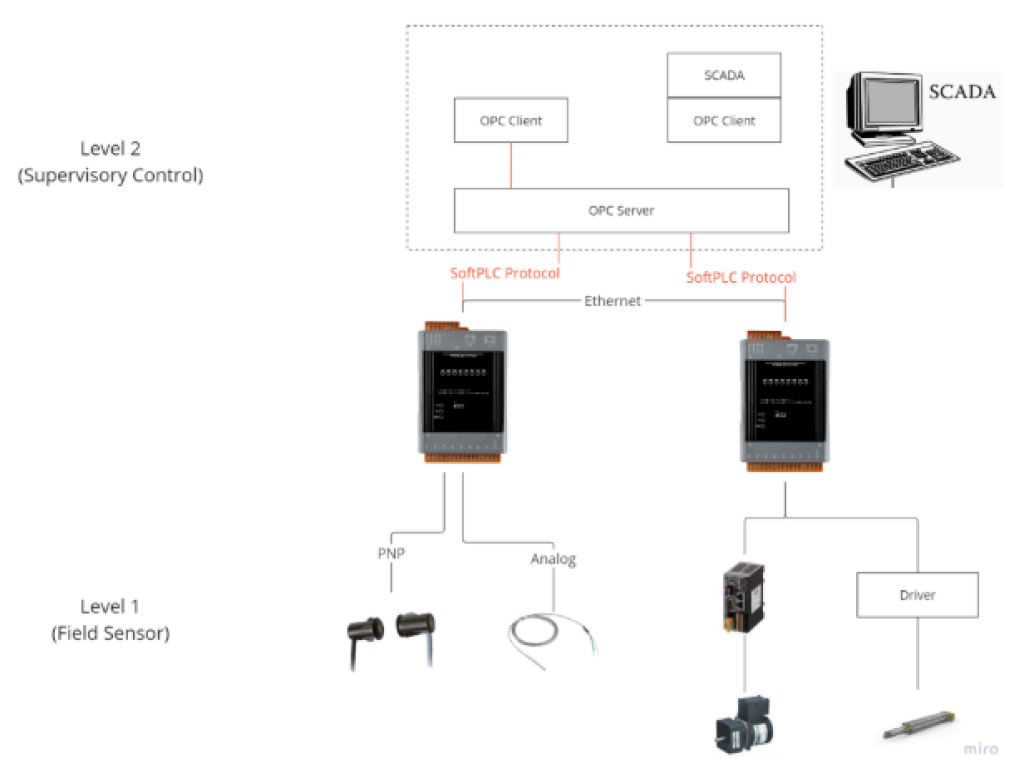 SCADA
SCADA
OPC Client
OPC Client
Level 2
(Supervisory Control)
OPC Server
SoftPLC Protocol
SoftPLC Protocol
Ethernet
PNP
Analog
Level 1
(Field Sensor)
Driver
miro